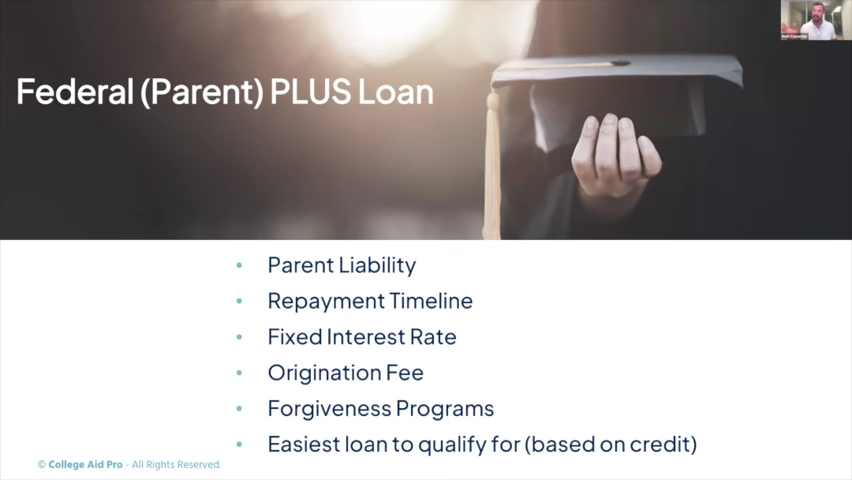 Federal (Parent) PLUS Loan
• Parent Liability
• Repayment Timeline
• Fixed Interest Rate
• Origination Fee
• Forgiveness Programs
• Easiest loan to qualify for (based on credit)
© College Aid Pro - All Rights Reserved.